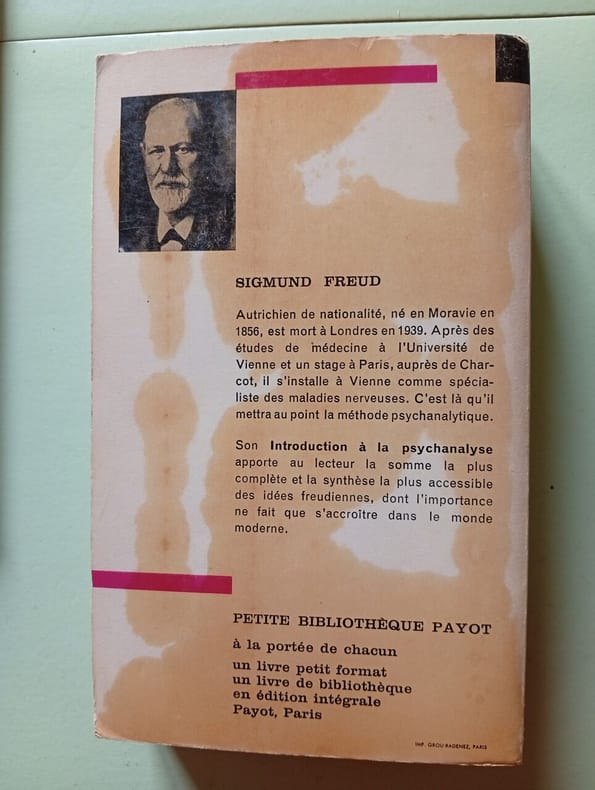 SIGMUND FREUD
Autrichien de nationalité, né en Moravie en
1856, est mort à Londres en 1939. Après des
études de médecine à l'Université de
Vienne et un stage à Paris, auprès de Char-
cot, il s'installe à Vienne comme spécia-
liste des maladies nerveuses. C'est là qu'il
mettra au point la méthode psychanalytique.
Son Introduction à la psychanalyse
apporte au lecteur la somme la plus
complète et la synthèse la plus accessible
des idées freudiennes, dont l'importance
ne fait que s'accroître dans le monde
moderne.
PETITE BIBLIOTHÈQUE PAYOT
à la portée de chacun
un livre petit format
un livre de bibliothèque
en édition intégrale
Payot, Paris
IMP. GROU-RADENEZ, PARIS